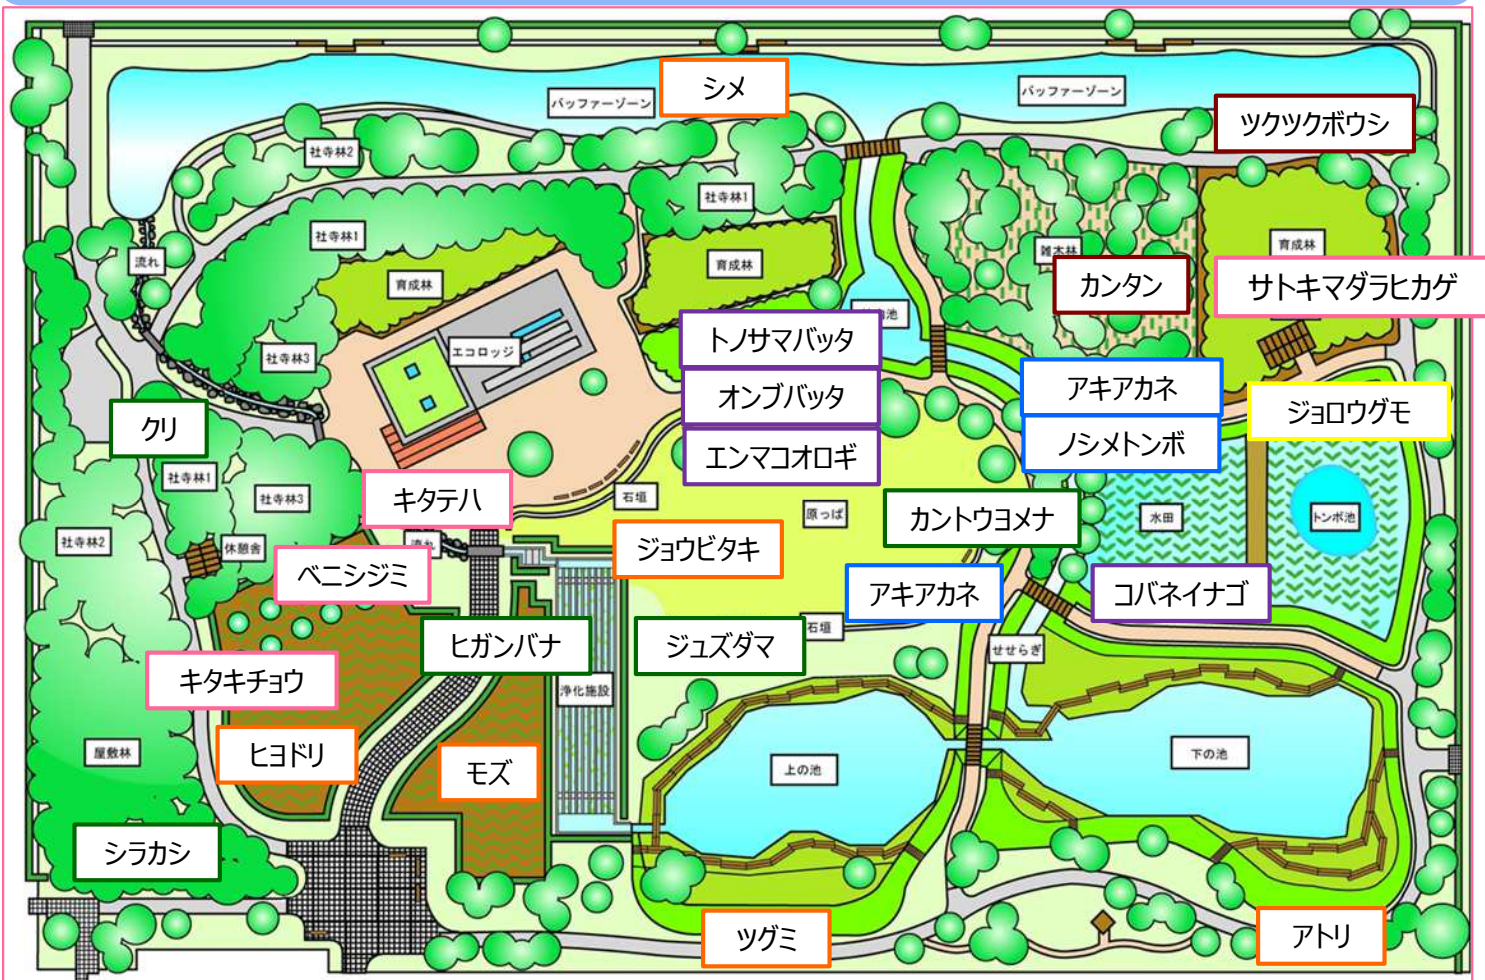 シメ
バッファーゾーン
バッファーゾーン
ツクツクボウシ
社寺林2
社寺林1
社寺林1
流れ
育成林
育成林
雑木林
育成林
カンタン
サトキマダラヒカゲ
池
トノサマバッタ
エコロッジ
社寺林3
オンブバッタ
アキアカネ
ジョロウグモ
クリ
エンマコオロギ
ノシメトンボ
社寺林1
社寺林3
キタテハ
石垣
原っぱ
カントウヨメナ
水田
トンボ池
社寺林2
休憩舎
流れ
ジョウビタキ
ベニシジミ
アキアカネ
コバネイナゴ
石垣
ヒガンバナ
ジュズダマ
せせらぎ
キタキチョウ
浄化施設
屋敷林
ヒヨドリ
モズ
上の池
下の池
シラカシ
ツグミ
アトリ